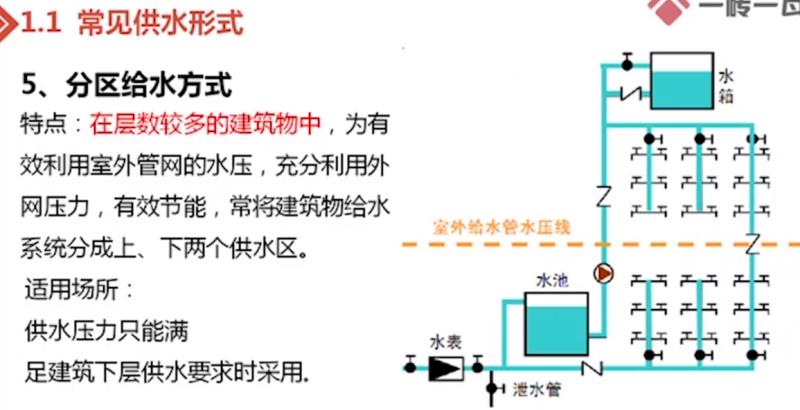 1.1 常见供水形式
一砖一瓦
5、分区给水方式
特点：在层数较多的建筑物中，为有
效利用室外管网的水压，充分利用外
网压力，有效节能，常将建筑物给水
系统分成上、下两个供水区。
适用场所：
供水压力只能满
足建筑下层供水要求时采用。
水
箱
室外给水管水压线
水池
水表
泄水管